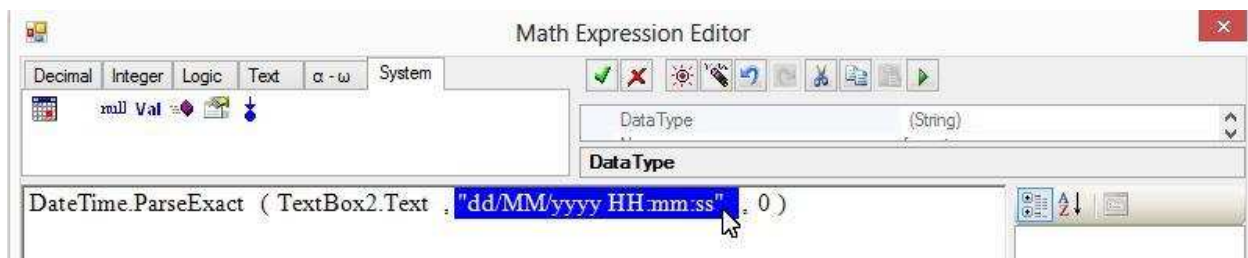 Math Expression Editor
Decimal Integer Logic Text α - ω System
null Val
DataType (String)
DataType
DateTime.ParseExact ( TextBox2.Text , "dd/MM/yyyy HH:mm:ss" , 0 )